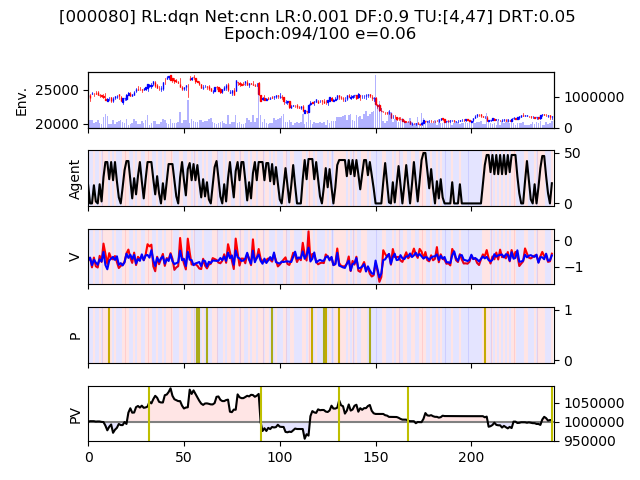 [000080] RL:dqn Net:cnn LR:0.001 DF:0.9 TU:[4,47] DRT:0.05
Epoch:094/100 e=0.06
Env.
25000
20000
1000000
0
Agent
50
0
V
0
−1
P
1
0
PV
1050000
1000000
950000
0 50 100 150 200